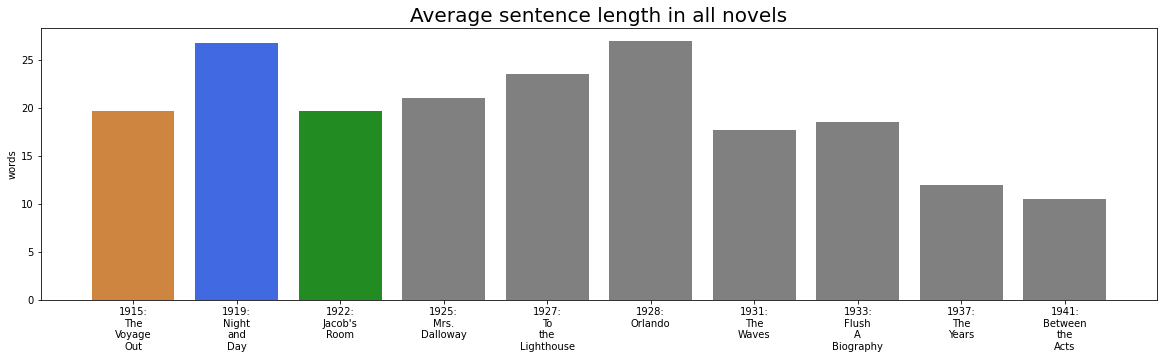 Average sentence length in all novels
words
25
20
15
10
5
0
1915:
The
Voyage
Out
1919:
Night
and
Day
1922:
Jacob's
Room
1925:
Mrs.
Dalloway
1927:
To
the
Lighthouse
1928:
Orlando
1931:
The
Waves
1933:
Flush
A
Biography
1937:
The
Years
1941:
Between
the
Acts